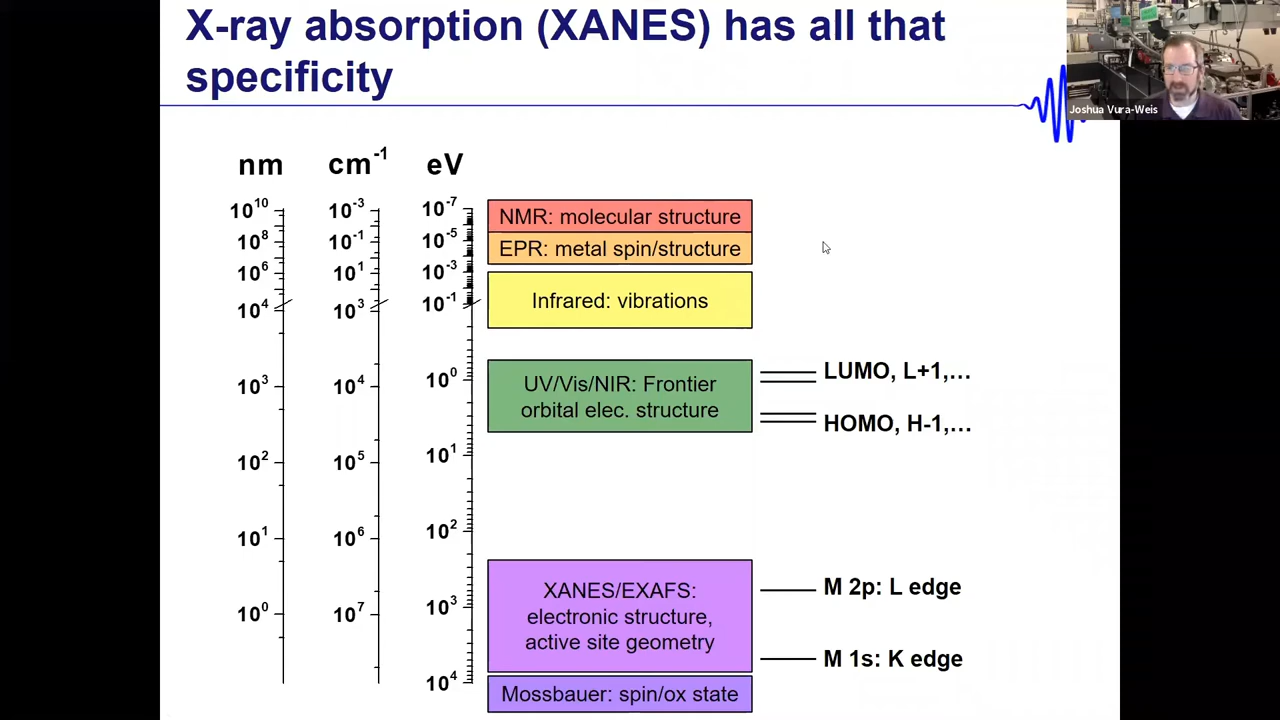 X-ray absorption (XANES) has all that
specificity
Joshua Vura-Weis
nm
cm⁻¹
eV
10¹⁰
10⁸
10⁶
10⁴
10³
10²
10¹
10⁰
10⁻³
10⁻¹
10¹
10³
10⁴
10⁵
10⁶
10⁷
10⁻⁷
10⁻⁵
10⁻³
10⁻¹
10⁰
10¹
10²
10³
10⁴
NMR: molecular structure
EPR: metal spin/structure
Infrared: vibrations
UV/Vis/NIR: Frontier
orbital elec. structure
LUMO, L+1,...
HOMO, H-1,...
XANES/EXAFS:
electronic structure,
active site geometry
M 2p: L edge
M 1s: K edge
Mossbauer: spin/ox state